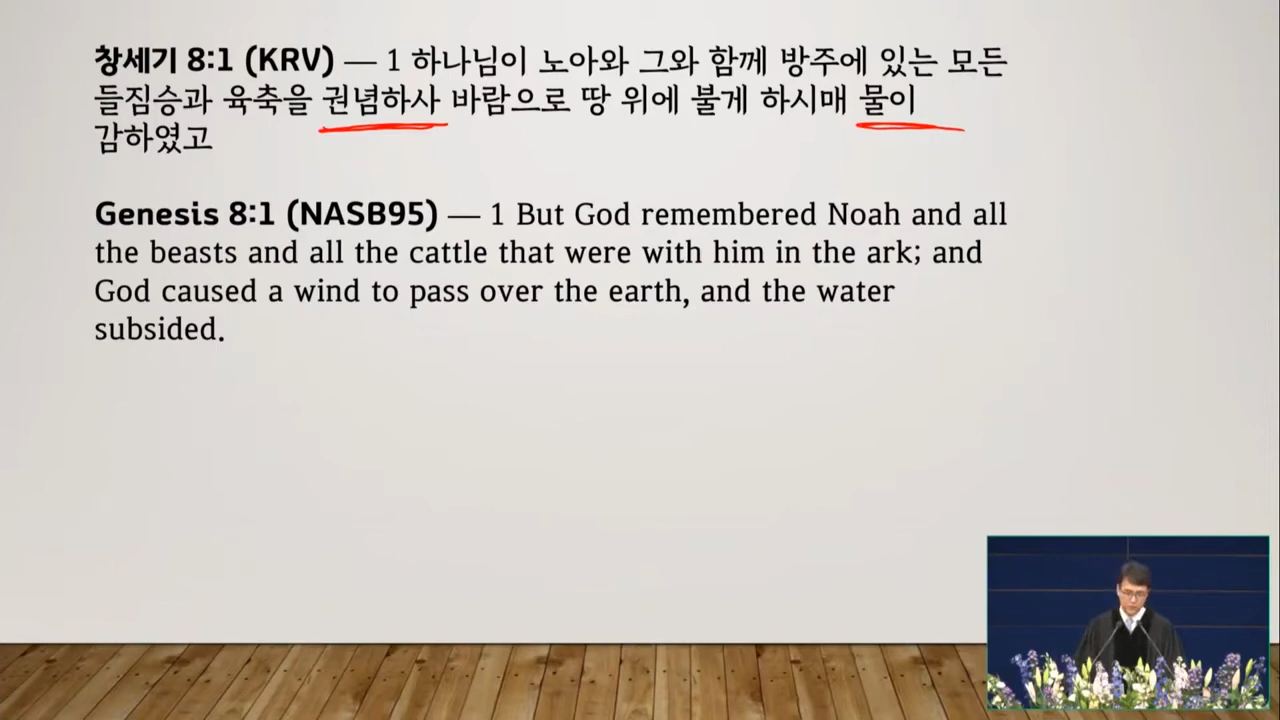 창세기 8:1 (KRV) — 1 하나님이 노아와 그와 함께 방주에 있는 모든
들짐승과 육축을 권념하사 바람으로 땅 위에 불게 하시매 물이
감하였고
Genesis 8:1 (NASB95) — 1 But God remembered Noah and all
the beasts and all the cattle that were with him in the ark; and
God caused a wind to pass over the earth, and the water
subsided.